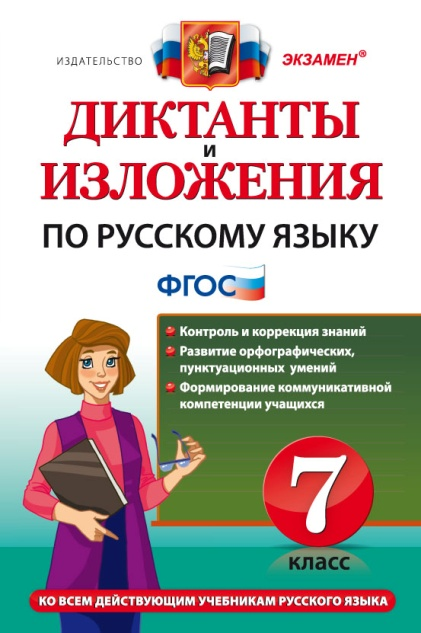 ИЗДАТЕЛЬСТВО ЭКЗАМЕН®
ДИКТАНТЫ
и
ИЗЛОЖЕНИЯ
ПО РУССКОМУ ЯЗЫКУ
ФГОС
Контроль и коррекция знаний
Развитие орфографических,
пунктуационных умений
Формирование коммуникативной
компетенции учащихся
7
класс
КО ВСЕМ ДЕЙСТВУЮЩИМ УЧЕБНИКАМ РУССКОГО ЯЗЫКА